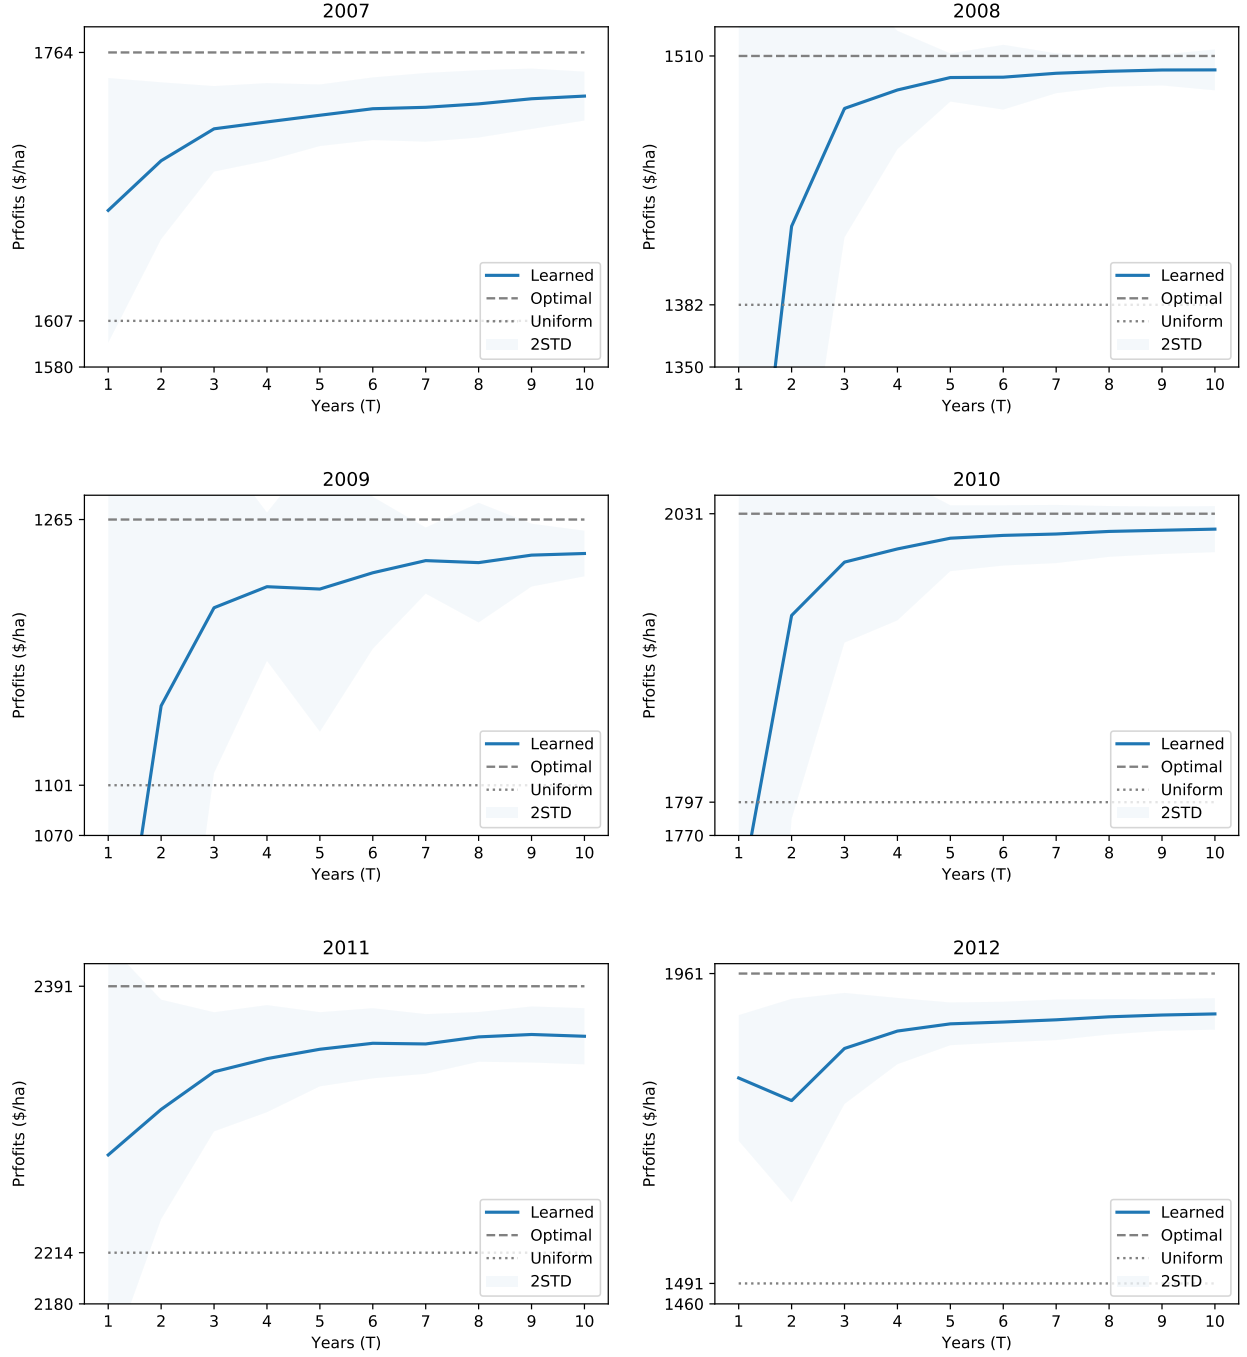 2007
1764
1607
1580
Prfofits ($/ha)
Learned
Optimal
Uniform
2STD
1 2 3 4 5 6 7 8 9 10
Years (T)
2008
1510
1382
1350
Prfofits ($/ha)
Learned
Optimal
Uniform
2STD
1 2 3 4 5 6 7 8 9 10
Years (T)
2009
1265
1101
1070
Prfofits ($/ha)
Learned
Optimal
Uniform
2STD
1 2 3 4 5 6 7 8 9 10
Years (T)
2010
2031
1797
1770
Prfofits ($/ha)
Learned
Optimal
Uniform
2STD
1 2 3 4 5 6 7 8 9 10
Years (T)
2011
2391
2214
2180
Prfofits ($/ha)
Learned
Optimal
Uniform
2STD
1 2 3 4 5 6 7 8 9 10
Years (T)
2012
1961
1491
1460
Prfofits ($/ha)
Learned
Optimal
Uniform
2STD
1 2 3 4 5 6 7 8 9 10
Years (T)